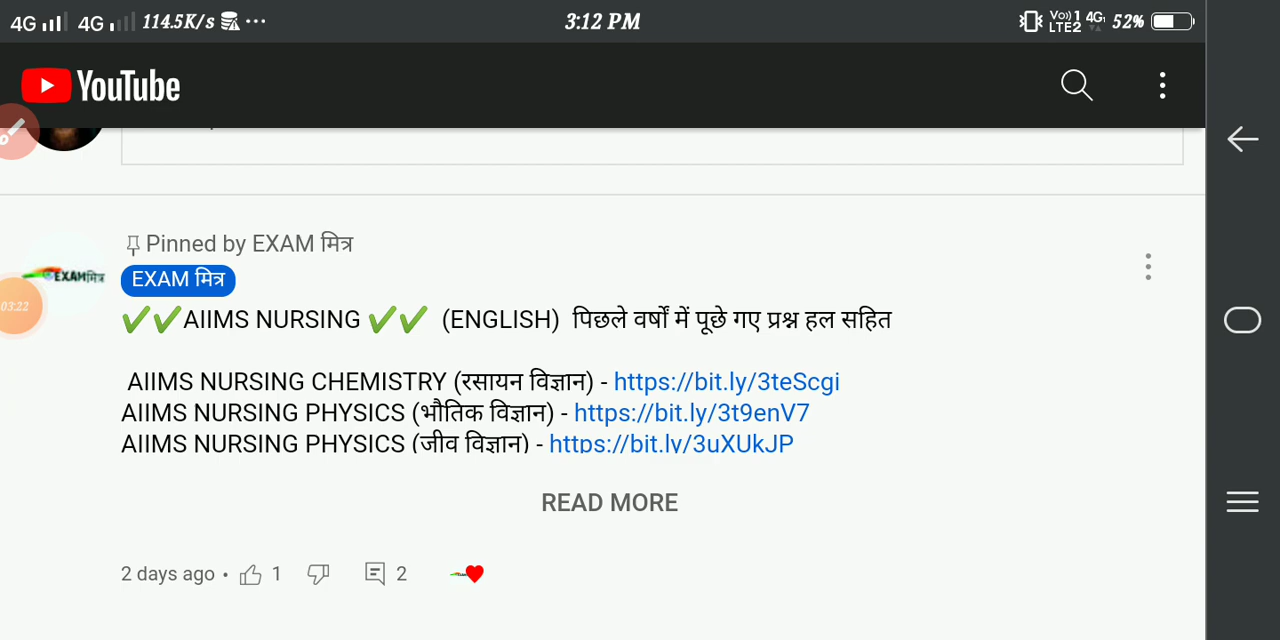 4G 4G 114.5K/s ... 3:12 PM Vo) 1 4G LTE2 52%
YouTube
Pinned by EXAM मित्र
EXAMमित्र
EXAM मित्र
03:22
✔✔AIIMS NURSING ✔✔ (ENGLISH) पिछले वर्षों में पूछे गए प्रश्न हल सहित
AIIMS NURSING CHEMISTRY (रसायन विज्ञान) - https://bit.ly/3teScgi
AIIMS NURSING PHYSICS (भौतिक विज्ञान) - https://bit.ly/3t9enV7
AIIMS NURSING PHYSICS (जीव विज्ञान) - https://bit.ly/3uXUkJP
READ MORE
2 days ago • 1 2